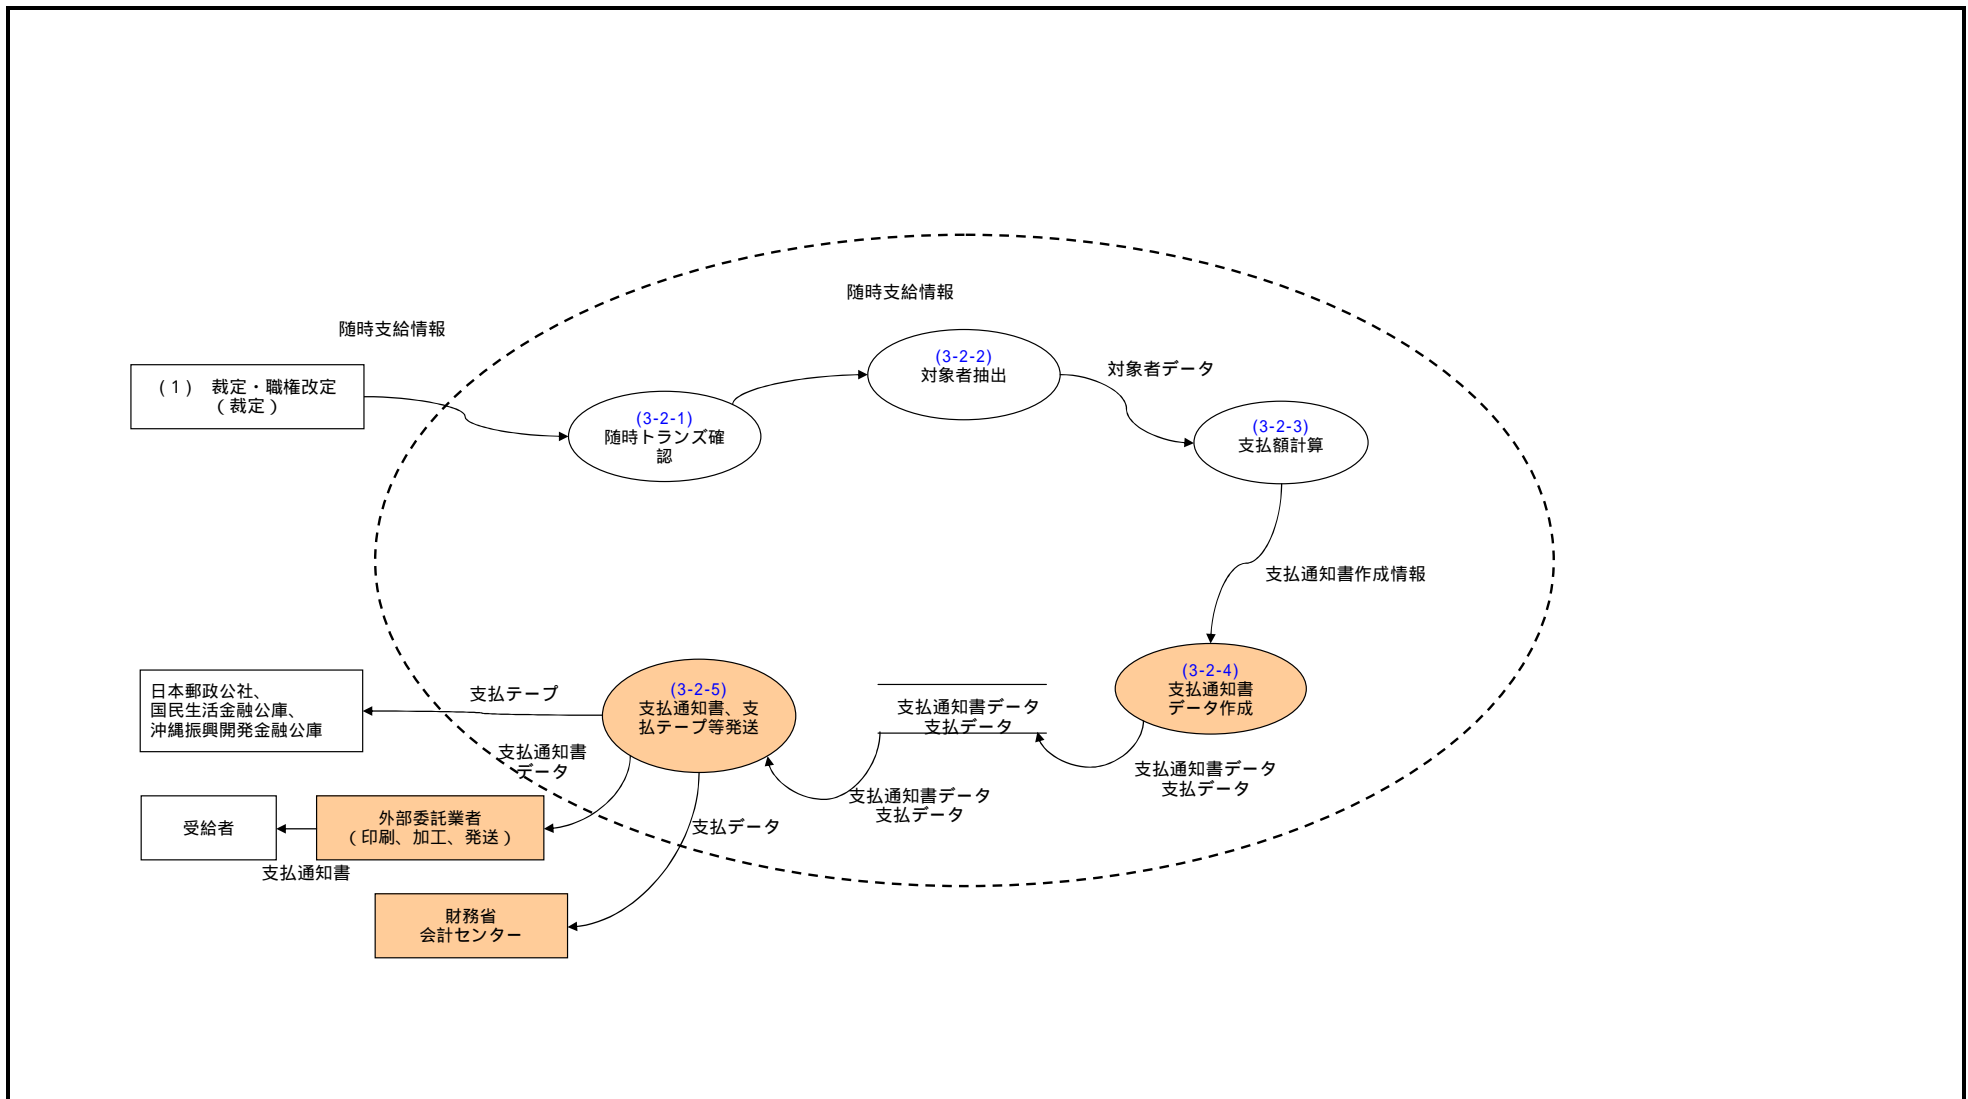 随時支給情報
随時支給情報
(3-2-2)
対象者抽出
対象者データ
(１)　裁定・職権改定
（裁定）
(3-2-1)
随時トランズ確
認
(3-2-3)
支払額計算
支払通知書作成情報
(3-2-4)
支払通知書
データ作成
(3-2-5)
支払通知書、支
払テープ等発送
支払テープ
日本郵政公社、
国民生活金融公庫、
沖縄振興開発金融公庫
支払通知書データ
支払データ
支払通知書
データ
支払通知書データ
支払データ
支払通知書データ
支払データ
受給者
外部委託業者
（印刷、加工、発送）
支払データ
支払通知書
財務省
会計センター